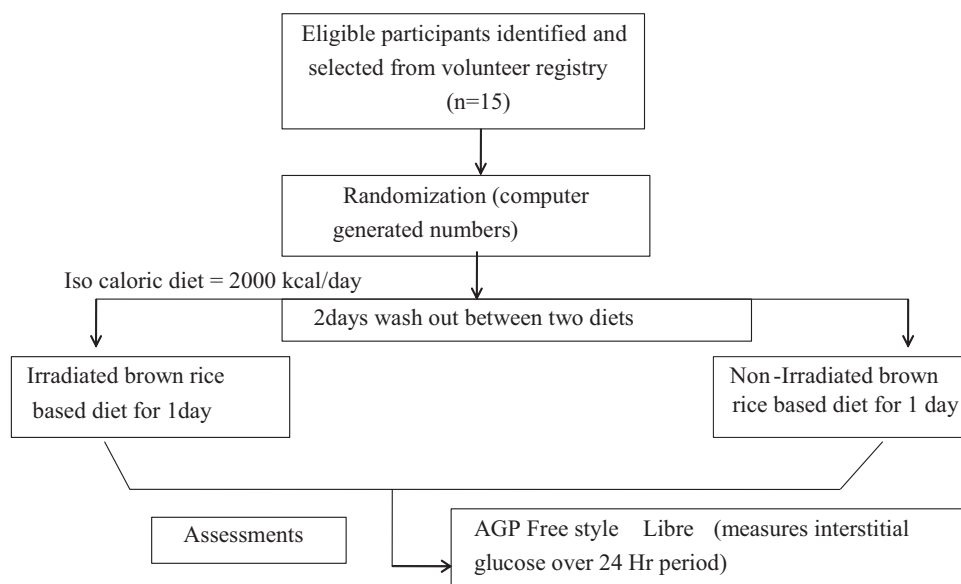 Eligible participants identified and
selected from volunteer registry
(n=15)
Randomization (computer
generated numbers)
Iso caloric diet = 2000 kcal/day
2days wash out between two diets
Irradiated brown rice
based diet for 1day
Non-Irradiated brown
rice based diet for 1 day
Assessments
AGP Free style Libre (measures interstitial
glucose over 24 Hr period)